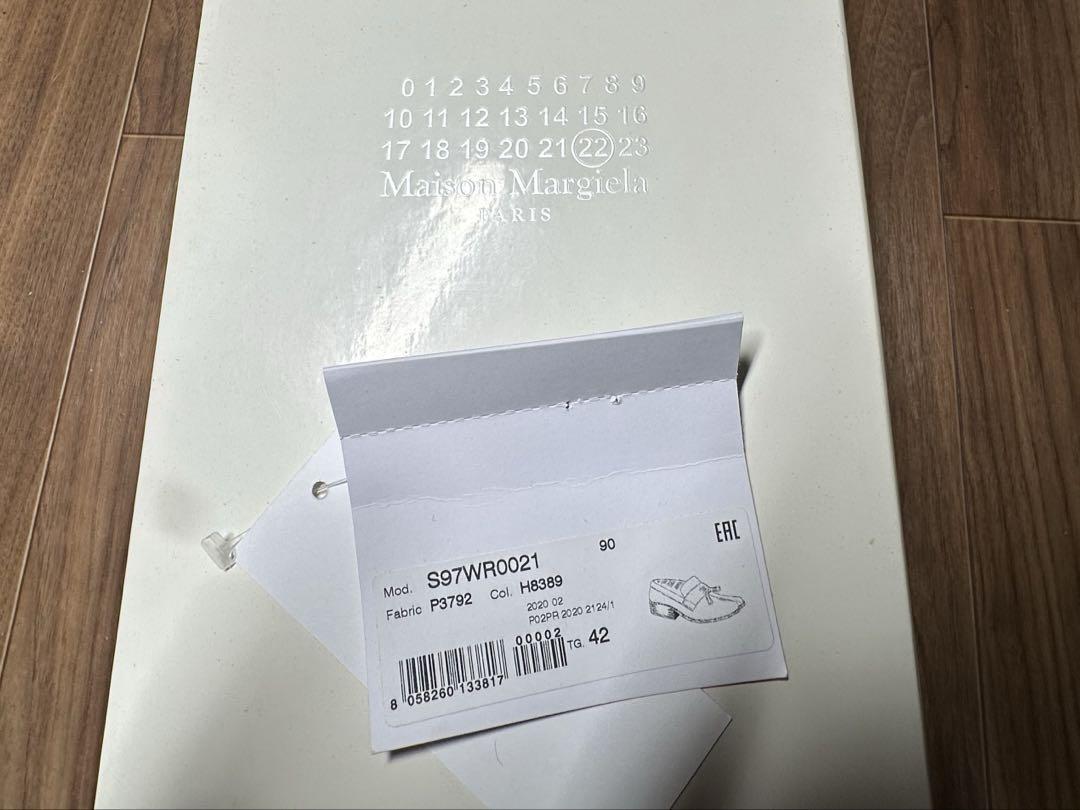 0 1 2 3 4 5 6 7 8 9
10 11 12 13 14 15 16
17 18 19 20 21 22 23
Maison Margiela
PARIS
90
EAC
Mod. S97WR0021
Fabric P3792 Col. H8389
2020 02
P02PR 2020 2124/1
00002
TG. 42
8 058260 133817